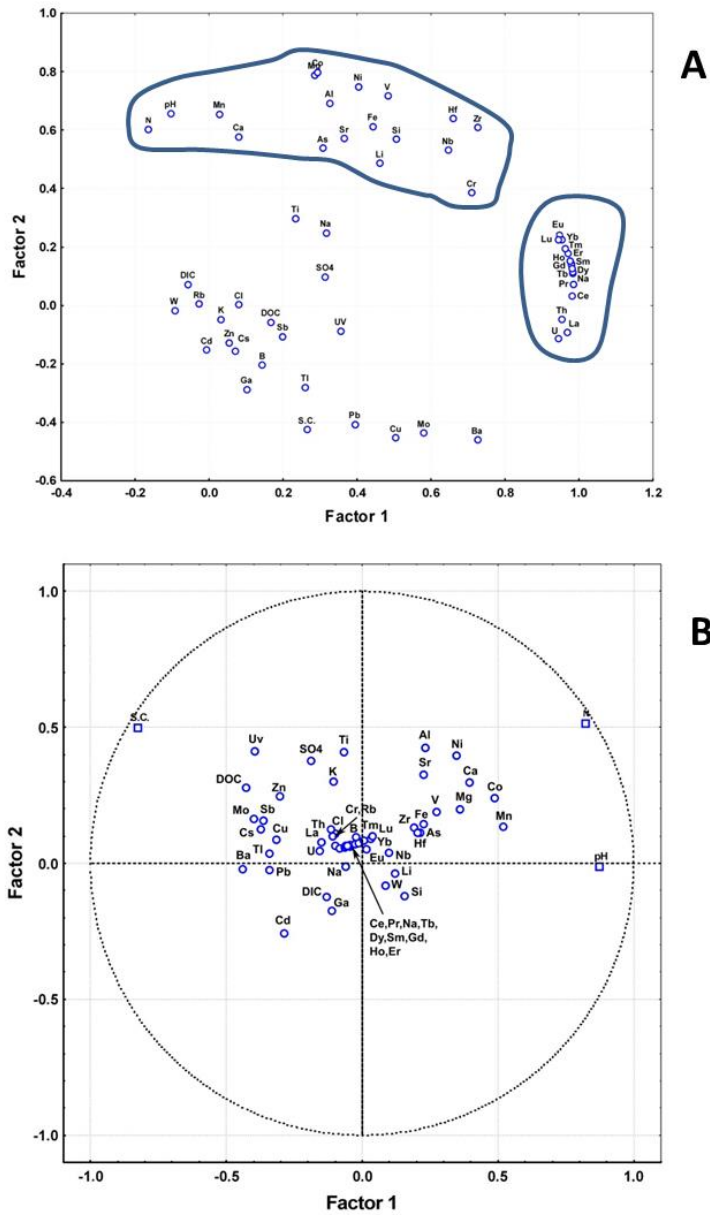 A
Factor 2
1.0
0.8
0.6
0.4
0.2
0.0
-0.2
-0.4
-0.6
Co
Mg
Ni
V
Al
Hf
Zr
pH
Mn
N
Ca
Fe
Sr
Si
As
Nb
Li
Cr
Ti
Na
SO4
Eu
Yb
Lu
Tm
Er
Ho
Sm
Gd
Dy
Tb
Na
Pr
Ce
Th
La
U
DIC
Rb
W
Cl
K
DOC
Sb
UV
Zn
Cs
Cd
B
Ga
Tl
S.C.
Pb
Cu
Mo
Ba
-0.4 -0.2 0.0 0.2 0.4 0.6 0.8 1.0 1.2
Factor 1
B
Factor 2
1.0
0.5
0.0
-0.5
-1.0
S.C.
N
Uv
SO4
Ti
Al
Ni
Sr
DOC
K
Ca
Zn
Co
Mg
Mo
Sb
Cr,Rb
V
Mn
Cs
Cu
Th
Cl
B
Tm
Lu
Zr
Fe
La
Yb
As
Hf
Tl
U
Eu
Nb
Ba
Pb
Na
Li
pH
DIC
Ga
W
Si
Cd
Ce,Pr,Na,Tb,
Dy,Sm,Gd,
Ho,Er
-1.0 -0.5 0.0 0.5 1.0
Factor 1